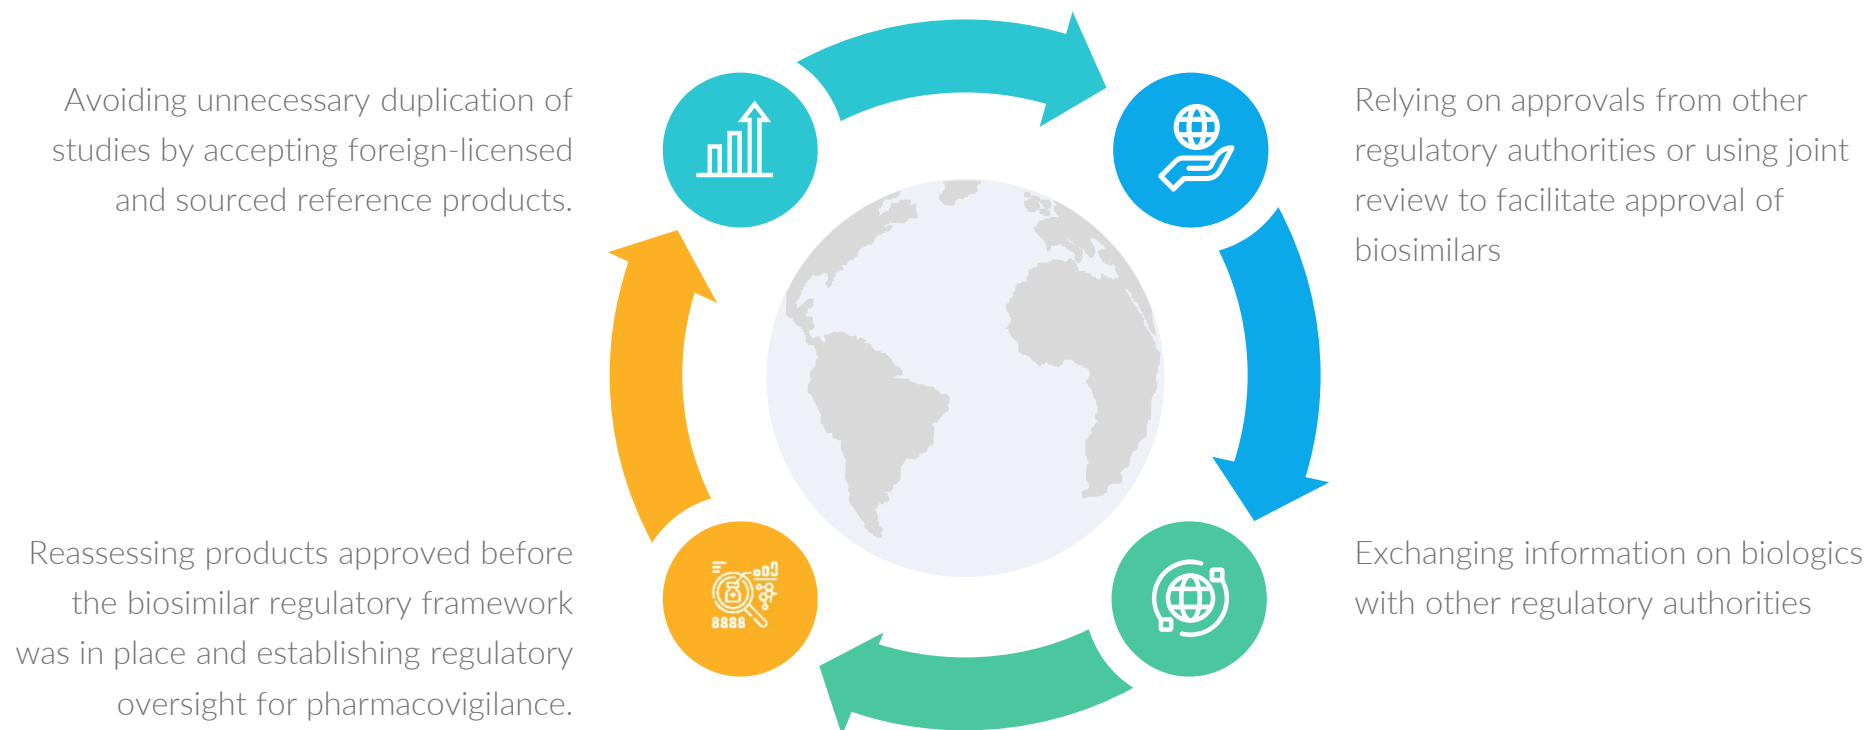 Avoiding unnecessary duplication of
studies by accepting foreign-licensed
and sourced reference products.
Relying on approvals from other
regulatory authorities or using joint
review to facilitate approval of
biosimilars
Reassessing products approved before
the biosimilar regulatory framework
was in place and establishing regulatory
oversight for pharmacovigilance.
8888
Exchanging information on biologics
with other regulatory authorities